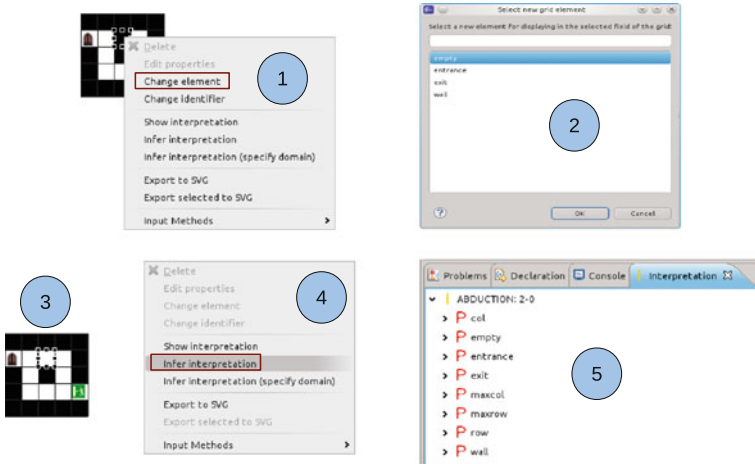 Delete
Edit properties
Change element
Change identifier
Show interpretation
Infer interpretation
Infer interpretation (specify domain)
Export to SVG
Export selected to SVG
Input Methods
1
Select new grid element
Select a new element for displaying in the selected field of the grid
empty
entrance
exit
wall
2
OK
Cancel
3
Delete
Edit properties
Change element
Change identifier
Show interpretation
Infer interpretation
Infer interpretation (specify domain)
Export to SVG
Export selected to SVG
Input Methods
4
Problems Declaration Console Interpretation
ABDUCTION: 2-0
P col
P empty
P entrance
P exit
P maxcol
P maxrow
P row
P wall
5